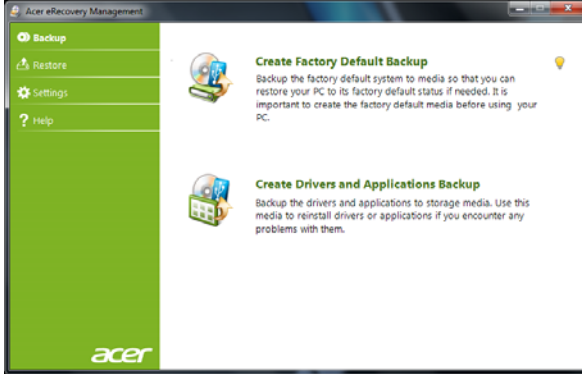 Acer eRecovery Management
Backup
Restore
Settings
? Help
Create Factory Default Backup
Backup the factory default system to media so that you can
restore your PC to its factory default status if needed. It is
important to create the factory default media before using your
PC.
Create Drivers and Applications Backup
Backup the drivers and applications to storage media. Use this
media to reinstall drivers or applications if you encounter any
problems with them.
acer